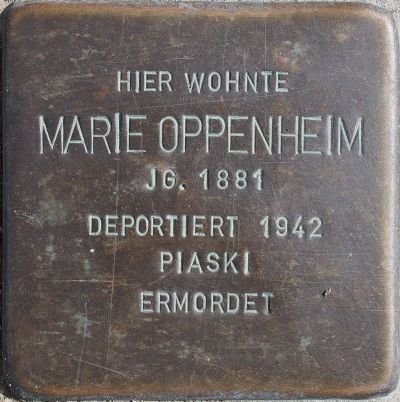 HIER WOHNTE
MARIE OPPENHEIM
JG. 1881
DEPORTIERT 1942
PIASKI
ERMORDET